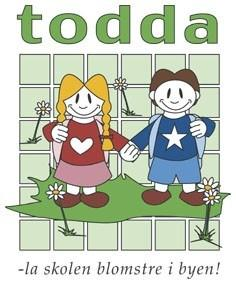 todda
-la skolen blomstre i byen!